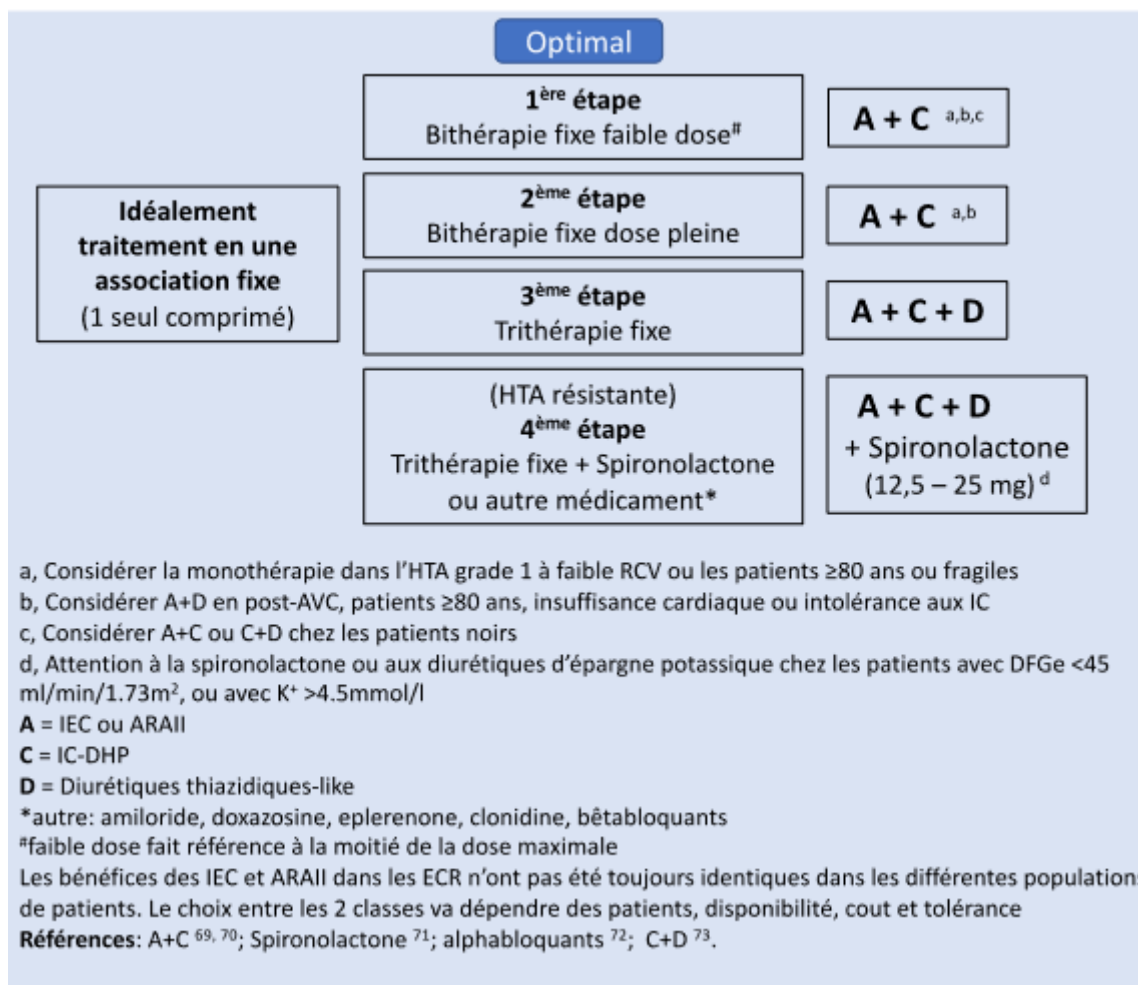 Optimal
1ère étape
Bithérapie fixe faible dose#
A + C a,b,c
Idéalement
traitement en une
association fixe
(1 seul comprimé)
2ème étape
Bithérapie fixe dose pleine
A + C a,b
3ème étape
Trithérapie fixe
A + C + D
(HTA résistante)
4ème étape
Trithérapie fixe + Spironolactone
ou autre médicament*
A + C + D
+ Spironolactone
(12,5 – 25 mg) d
a, Considérer la monothérapie dans l'HTA grade 1 à faible RCV ou les patients ≥80 ans ou fragiles
b, Considérer A+D en post-AVC, patients ≥80 ans, insuffisance cardiaque ou intolérance aux IC
c, Considérer A+C ou C+D chez les patients noirs
d, Attention à la spironolactone ou aux diurétiques d'épargne potassique chez les patients avec DFGe <45
ml/min/1.73m², ou avec K⁺ >4.5mmol/l
A = IEC ou ARAII
C = IC-DHP
D = Diurétiques thiazidiques-like
*autre: amiloride, doxazosine, eplerenone, clonidine, bêtabloquants
#faible dose fait référence à la moitié de la dose maximale
Les bénéfices des IEC et ARAII dans les ECR n'ont pas été toujours identiques dans les différentes populations
de patients. Le choix entre les 2 classes va dépendre des patients, disponibilité, cout et tolérance
Références: A+C 69, 70; Spironolactone 71; alphabloquants 72; C+D 73.